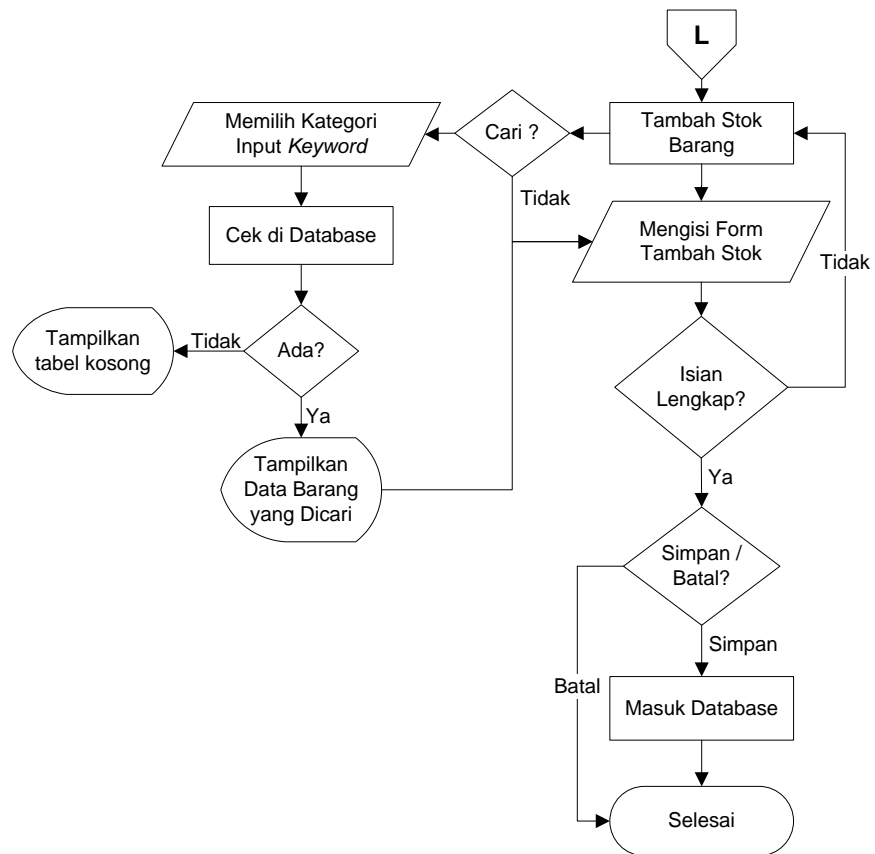 L
Tambah Stok
Barang
Cari ?
Memilih Kategori
Input Keyword
Tidak
Cek di Database
Mengisi Form
Tambah Stok
Tidak
Ada?
Tidak
Tampilkan
tabel kosong
Ya
Tampilkan
Data Barang
yang Dicari
Isian
Lengkap?
Ya
Simpan /
Batal?
Simpan
Batal
Masuk Database
Selesai